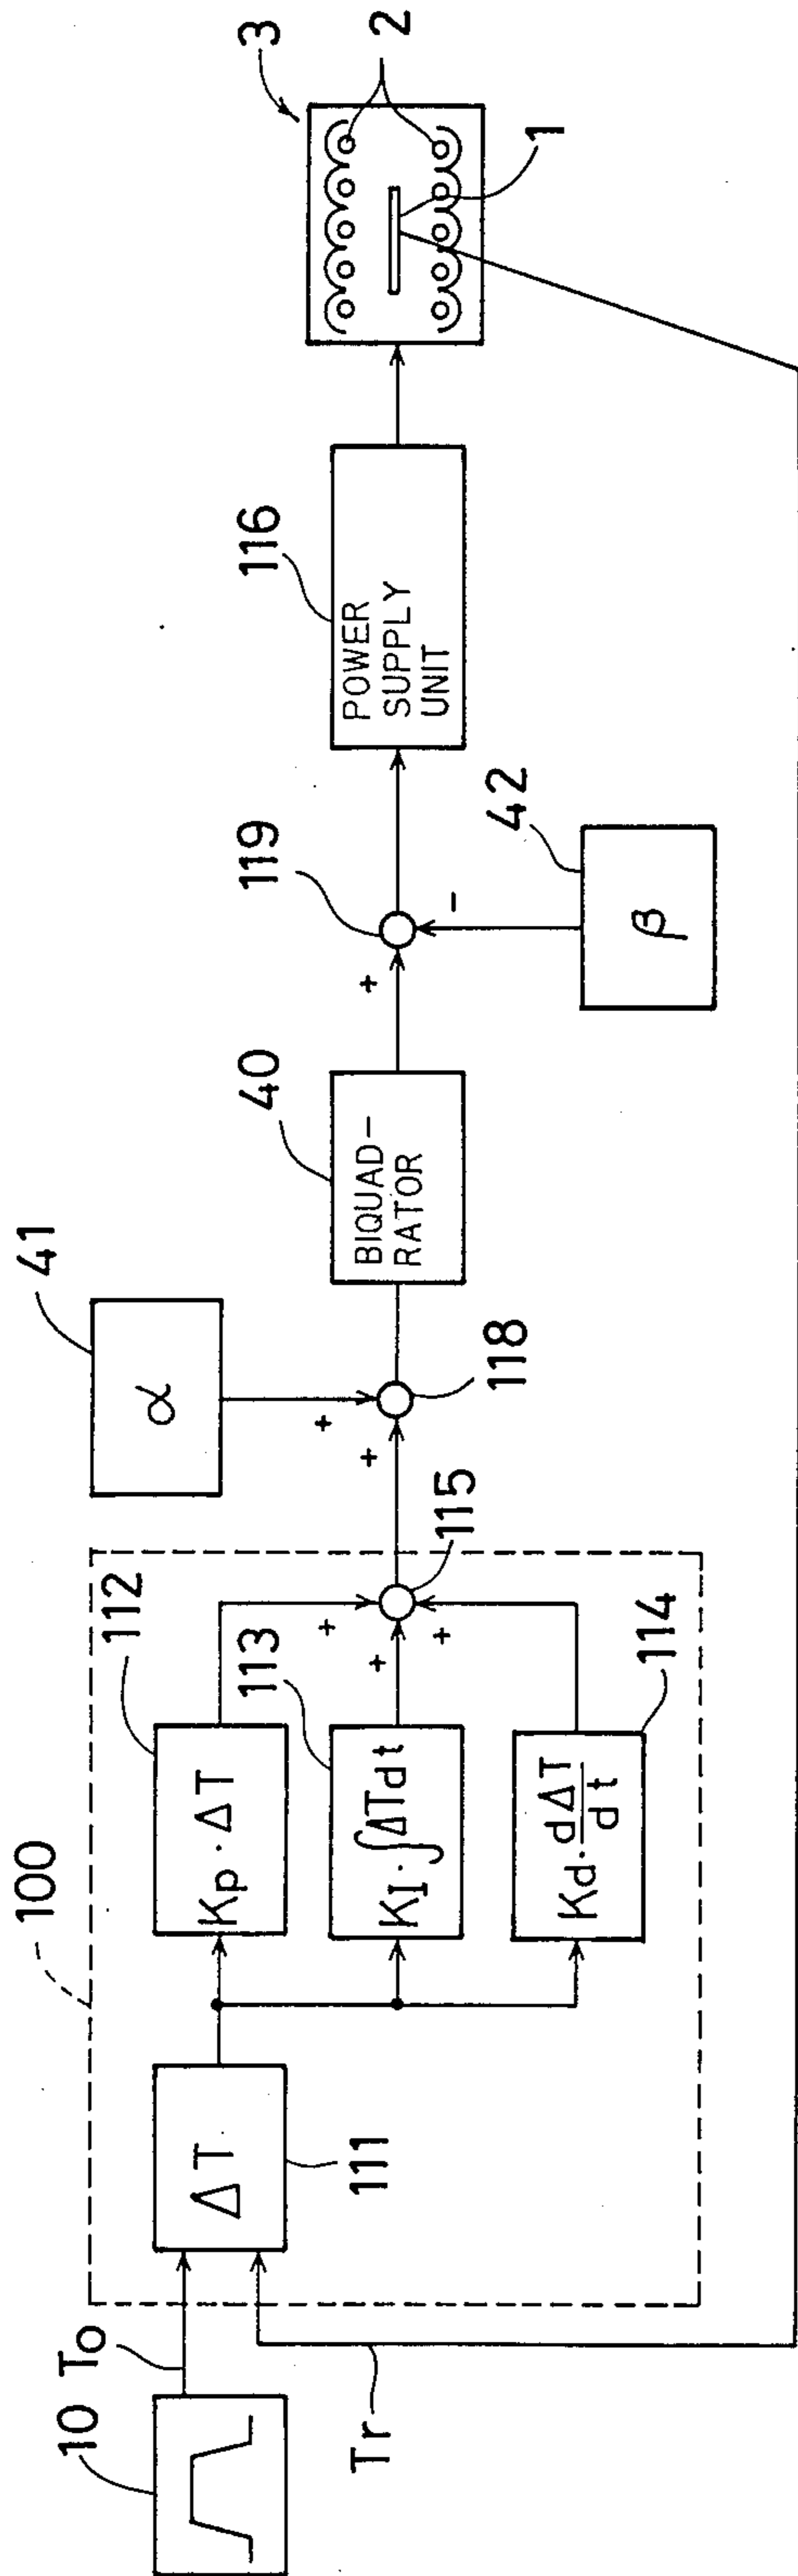 10
To
Tr
100
ΔT
111
112
Kp · ΔT
113
K_I · ∫ΔTdt
Kd · dΔT/dt
114
+
+
+
115
41
α
+
+
118
40
BIQUAD-
RATOR
119
+
-
42
β
116
POWER
SUPPLY
UNIT
3
2
1